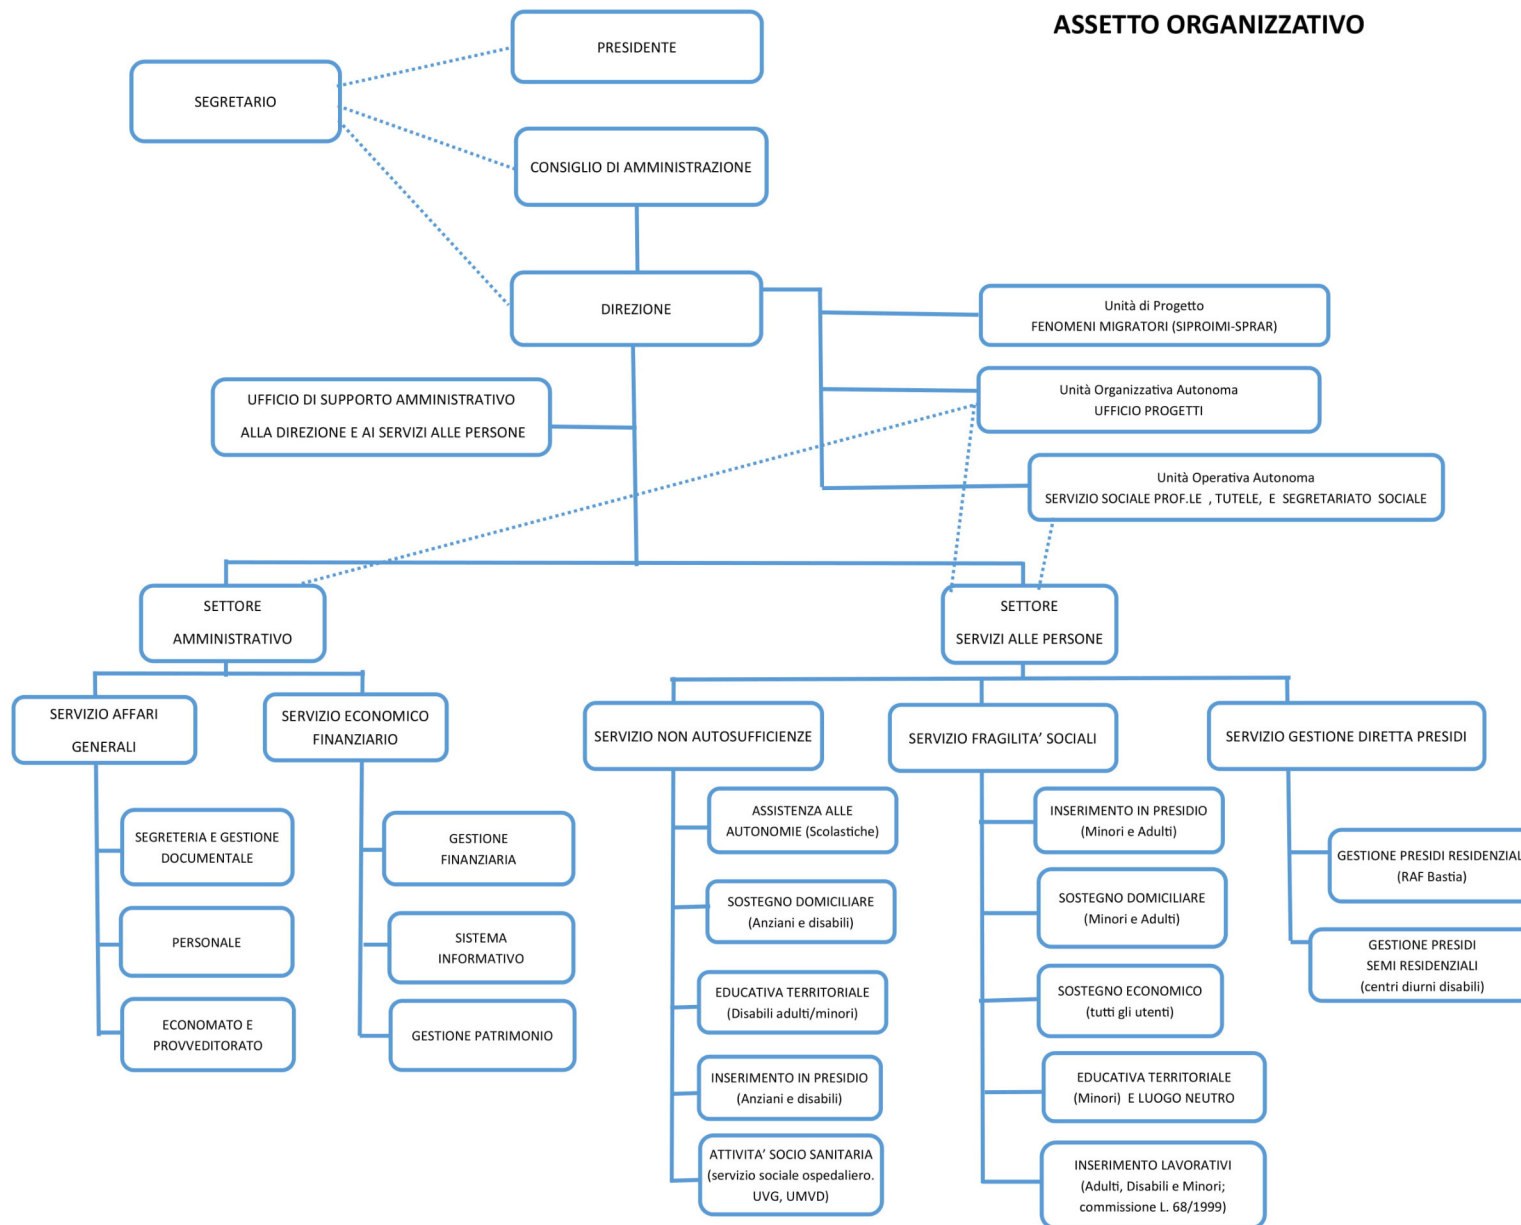 ASSETTO ORGANIZZATIVO
PRESIDENTE
SEGRETARIO
CONSIGLIO DI AMMINISTRAZIONE
DIREZIONE
Unità di Progetto
FENOMENI MIGRATORI (SIPROIMI-SPRAR)
UFFICIO DI SUPPORTO AMMINISTRATIVO
ALLA DIREZIONE E AI SERVIZI ALLE PERSONE
Unità Organizzativa Autonoma
UFFICIO PROGETTI
Unità Operativa Autonoma
SERVIZIO SOCIALE PROF.LE , TUTELE, E SEGRETARIATO SOCIALE
SETTORE
AMMINISTRATIVO
SETTORE
SERVIZI ALLE PERSONE
SERVIZIO AFFARI
GENERALI
SERVIZIO ECONOMICO
FINANZIARIO
SERVIZIO NON AUTOSUFFICIENZE
SERVIZIO FRAGILITA’ SOCIALI
SERVIZIO GESTIONE DIRETTA PRESIDI
SEGRETERIA E GESTIONE
DOCUMENTALE
PERSONALE
ECONOMATO E
PROVVEDITORATO
GESTIONE
FINANZIARIA
SISTEMA
INFORMATIVO
GESTIONE PATRIMONIO
ASSISTENZA ALLE
AUTONOMIE (Scolastiche)
SOSTEGNO DOMICILIARE
(Anziani e disabili)
EDUCATIVA TERRITORIALE
(Disabili adulti/minori)
INSERIMENTO IN PRESIDIO
(Anziani e disabili)
ATTIVITA’ SOCIO SANITARIA
(servizio sociale ospedaliero.
UVG, UMVD)
INSERIMENTO IN PRESIDIO
(Minori e Adulti)
SOSTEGNO DOMICILIARE
(Minori e Adulti)
SOSTEGNO ECONOMICO
(tutti gli utenti)
EDUCATIVA TERRITORIALE
(Minori) E LUOGO NEUTRO
INSERIMENTO LAVORATIVI
(Adulti, Disabili e Minori;
commissione L. 68/1999)
GESTIONE PRESIDI RESIDENZIAL
(RAF Bastia)
GESTIONE PRESIDI
SEMI RESIDENZIALI
(centri diurni disabili)